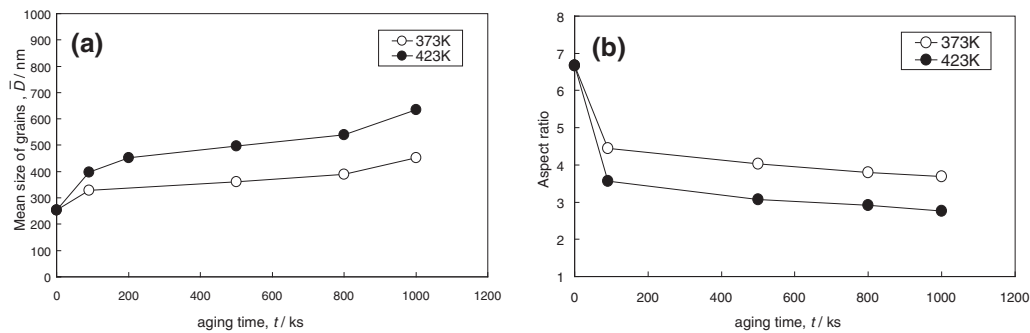 (a)
373K
423K
Mean size of grains , D̅ / nm
1000
900
800
700
600
500
400
300
200
100
0
0 200 400 600 800 1000 1200
aging time, t / ks
(b)
373K
423K
Aspect ratio
8
7
6
5
4
3
2
1
0 200 400 600 800 1000 1200
aging time, t / ks